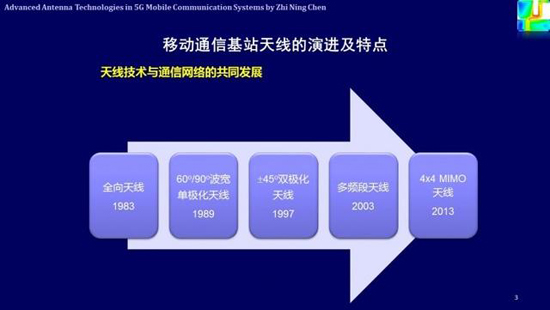 Advanced Antenna Technologies in 5G Mobile Communication Systems by Zhi Ning Chen
移动通信基站天线的演进及特点
天线技术与通信网络的共同发展
全向天线
1983
60º/90º波宽
单极化天线
1989
±45º双极化
天线
1997
多频段天线
2003
4x4 MIMO
天线
2013
3